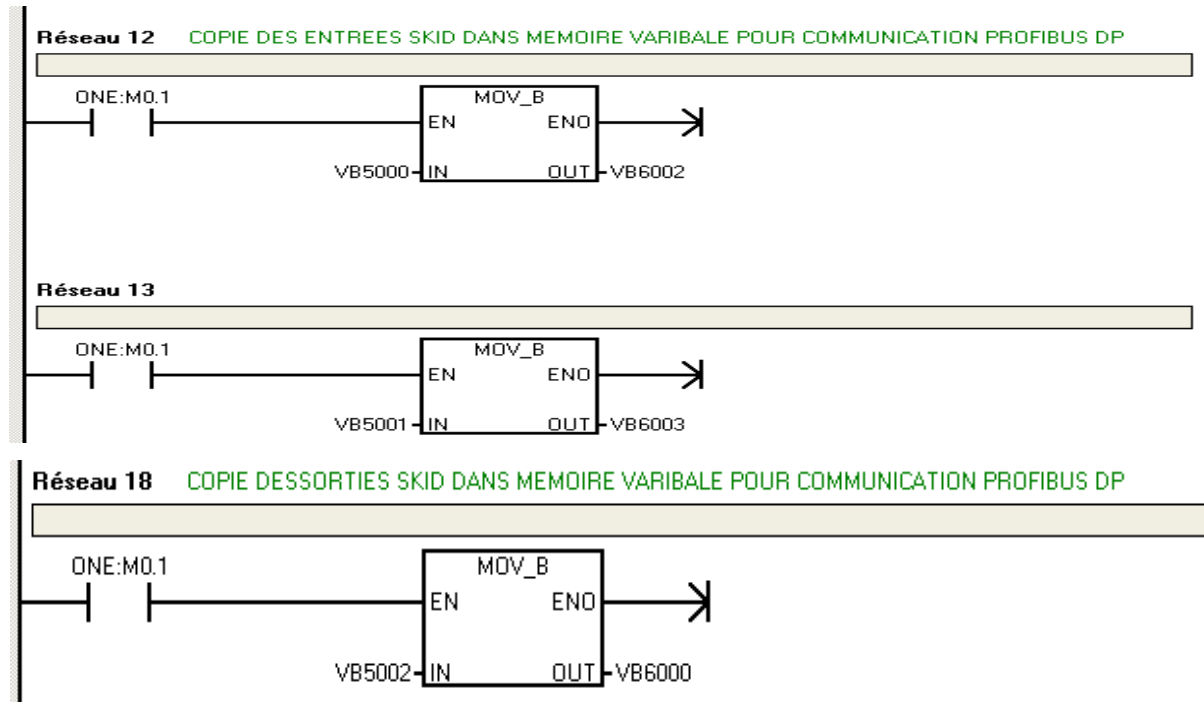 Réseau 12 COPIE DES ENTREES SKID DANS MEMOIRE VARIBALE POUR COMMUNICATION PROFIBUS DP
ONE:M0.1 MOV_B
EN ENO
VB5000 IN OUT VB6002
Réseau 13
ONE:M0.1 MOV_B
EN ENO
VB5001 IN OUT VB6003
Réseau 18 COPIE DESSORTIES SKID DANS MEMOIRE VARIBALE POUR COMMUNICATION PROFIBUS DP
ONE:M0.1 MOV_B
EN ENO
VB5002 IN OUT VB6000